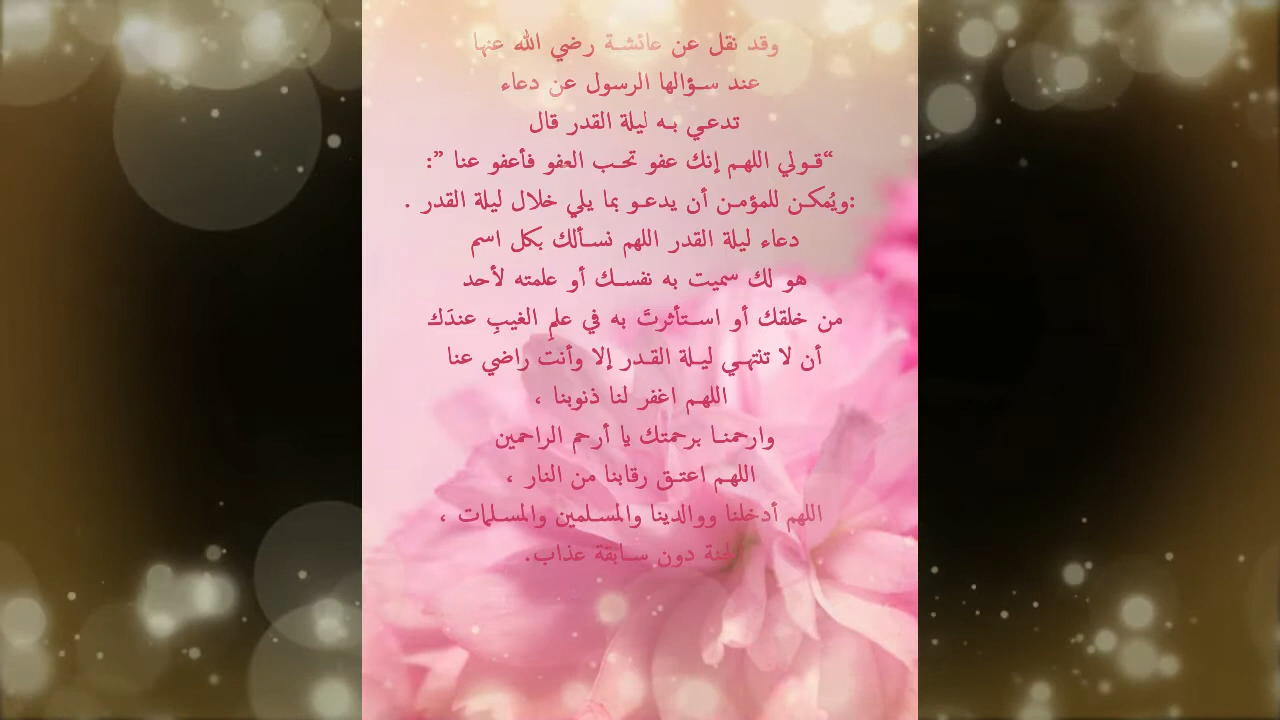 وقد نقل عن عائشة رضي الله عنها
عند سؤالها الرسول عن دعاء
تدعي به ليلة القدر قال
“قولي اللهم إنك عفو تحب العفو فأعفو عنا ”:
:ويُمكن للمؤمن أن يدعو بما يلي خلال ليلة القدر .
دعاء ليلة القدر اللهم نسألك بكل اسم
هو لك سميت به نفسك أو علمته لأحد
من خلقك أو استأثرتَ به في علمِ الغيبِ عندَك
أن لا تنتهي ليلة القدر إلا وأنتَ راضي عنا
اللهم اغفر لنا ذنوبنا ،
وارحمنا برحمتك يا أرحم الراحمين
اللهم اعتق رقابنا من النار ،
اللهم أدخلنا ووالدينا والمسلمين والمسلمات ،
الجنة دون سابقة عذاب.